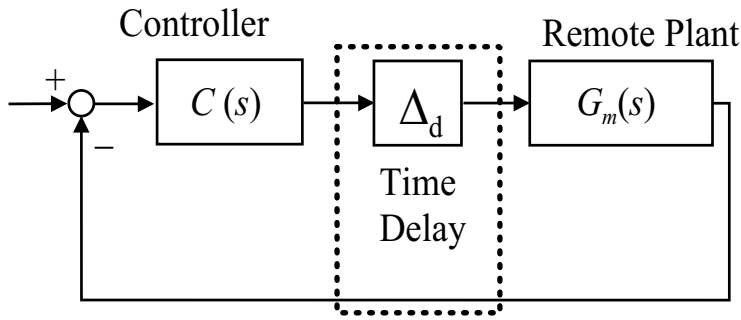 Controller
Remote Plant
+
C (s)
Δd
Gm(s)
−
Time
Delay